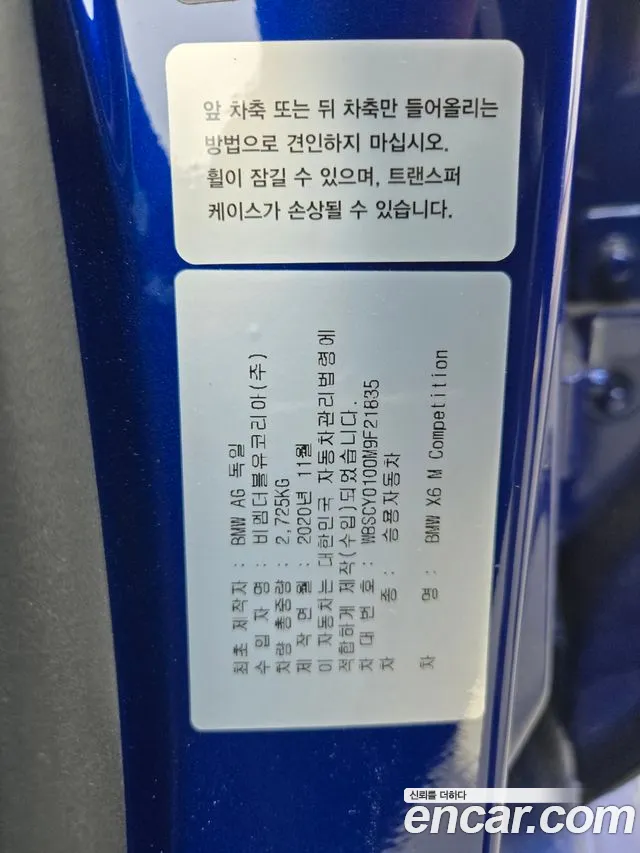 앞 차축 또는 뒤 차축만 들어올리는
방법으로 견인하지 마십시오.
휠이 잠길 수 있으며, 트랜스퍼
케이스가 손상될 수 있습니다.
최초 제작자 : BMW AG 독일
수 입 자 명 : 비엠더블유코리아(주)
차량 총중량 : 2,725KG
제 작 연 월 : 2020년 11월
이 자동차는 대한민국 자동차관리법령에
적합하게 제작(수입)되었습니다.
차 대 번 호 : WBSCY0100M9F21835
차 종 : 승용자동차
차 명 : BMW X6 M Competition
신뢰를 더하다
encar.com